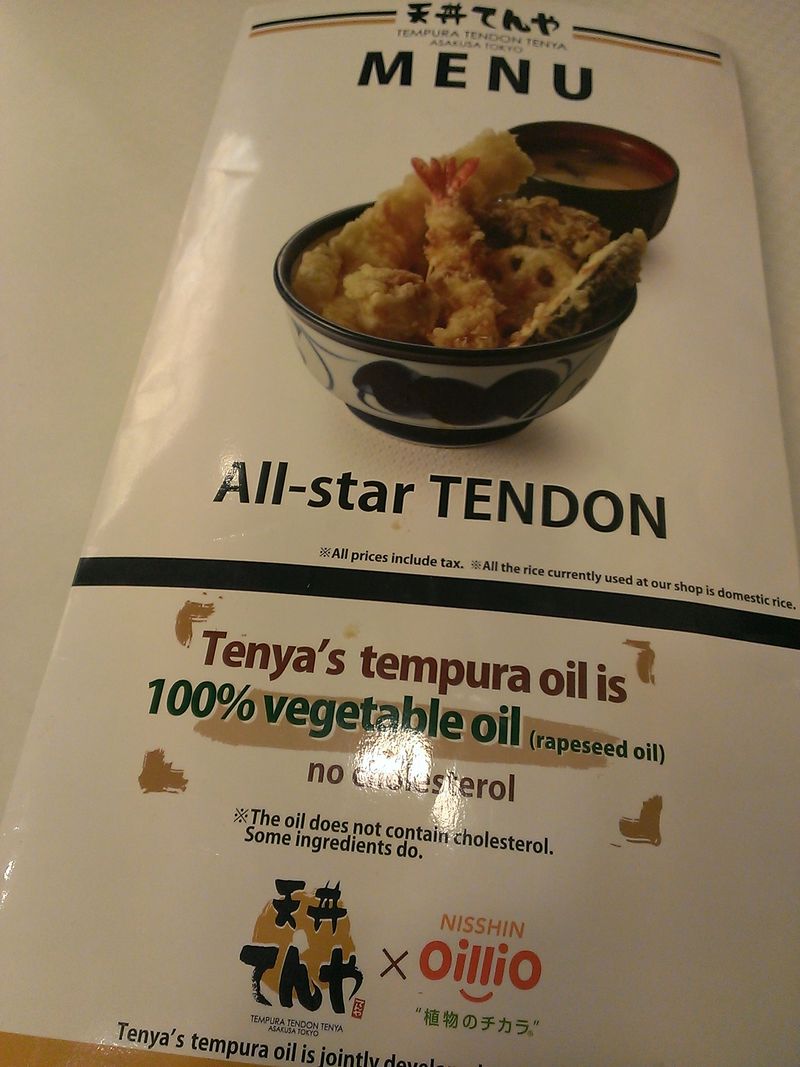 天丼てんや
TEMPURA TENDON TENYA
ASAKUSA TOKYO
MENU
All-star TENDON
※All prices include tax. ※All the rice currently used at our shop is domestic rice.
Tenya's tempura oil is
100% vegetable oil (rapeseed oil)
no cholesterol
※The oil does not contain cholesterol.
Some ingredients do.
天丼
てんや
TEMPURA TENDON TENYA
ASAKUSA TOKYO
×
NISSHIN
OilliO
"植物のチカラ®"
Tenya's tempura oil is jointly